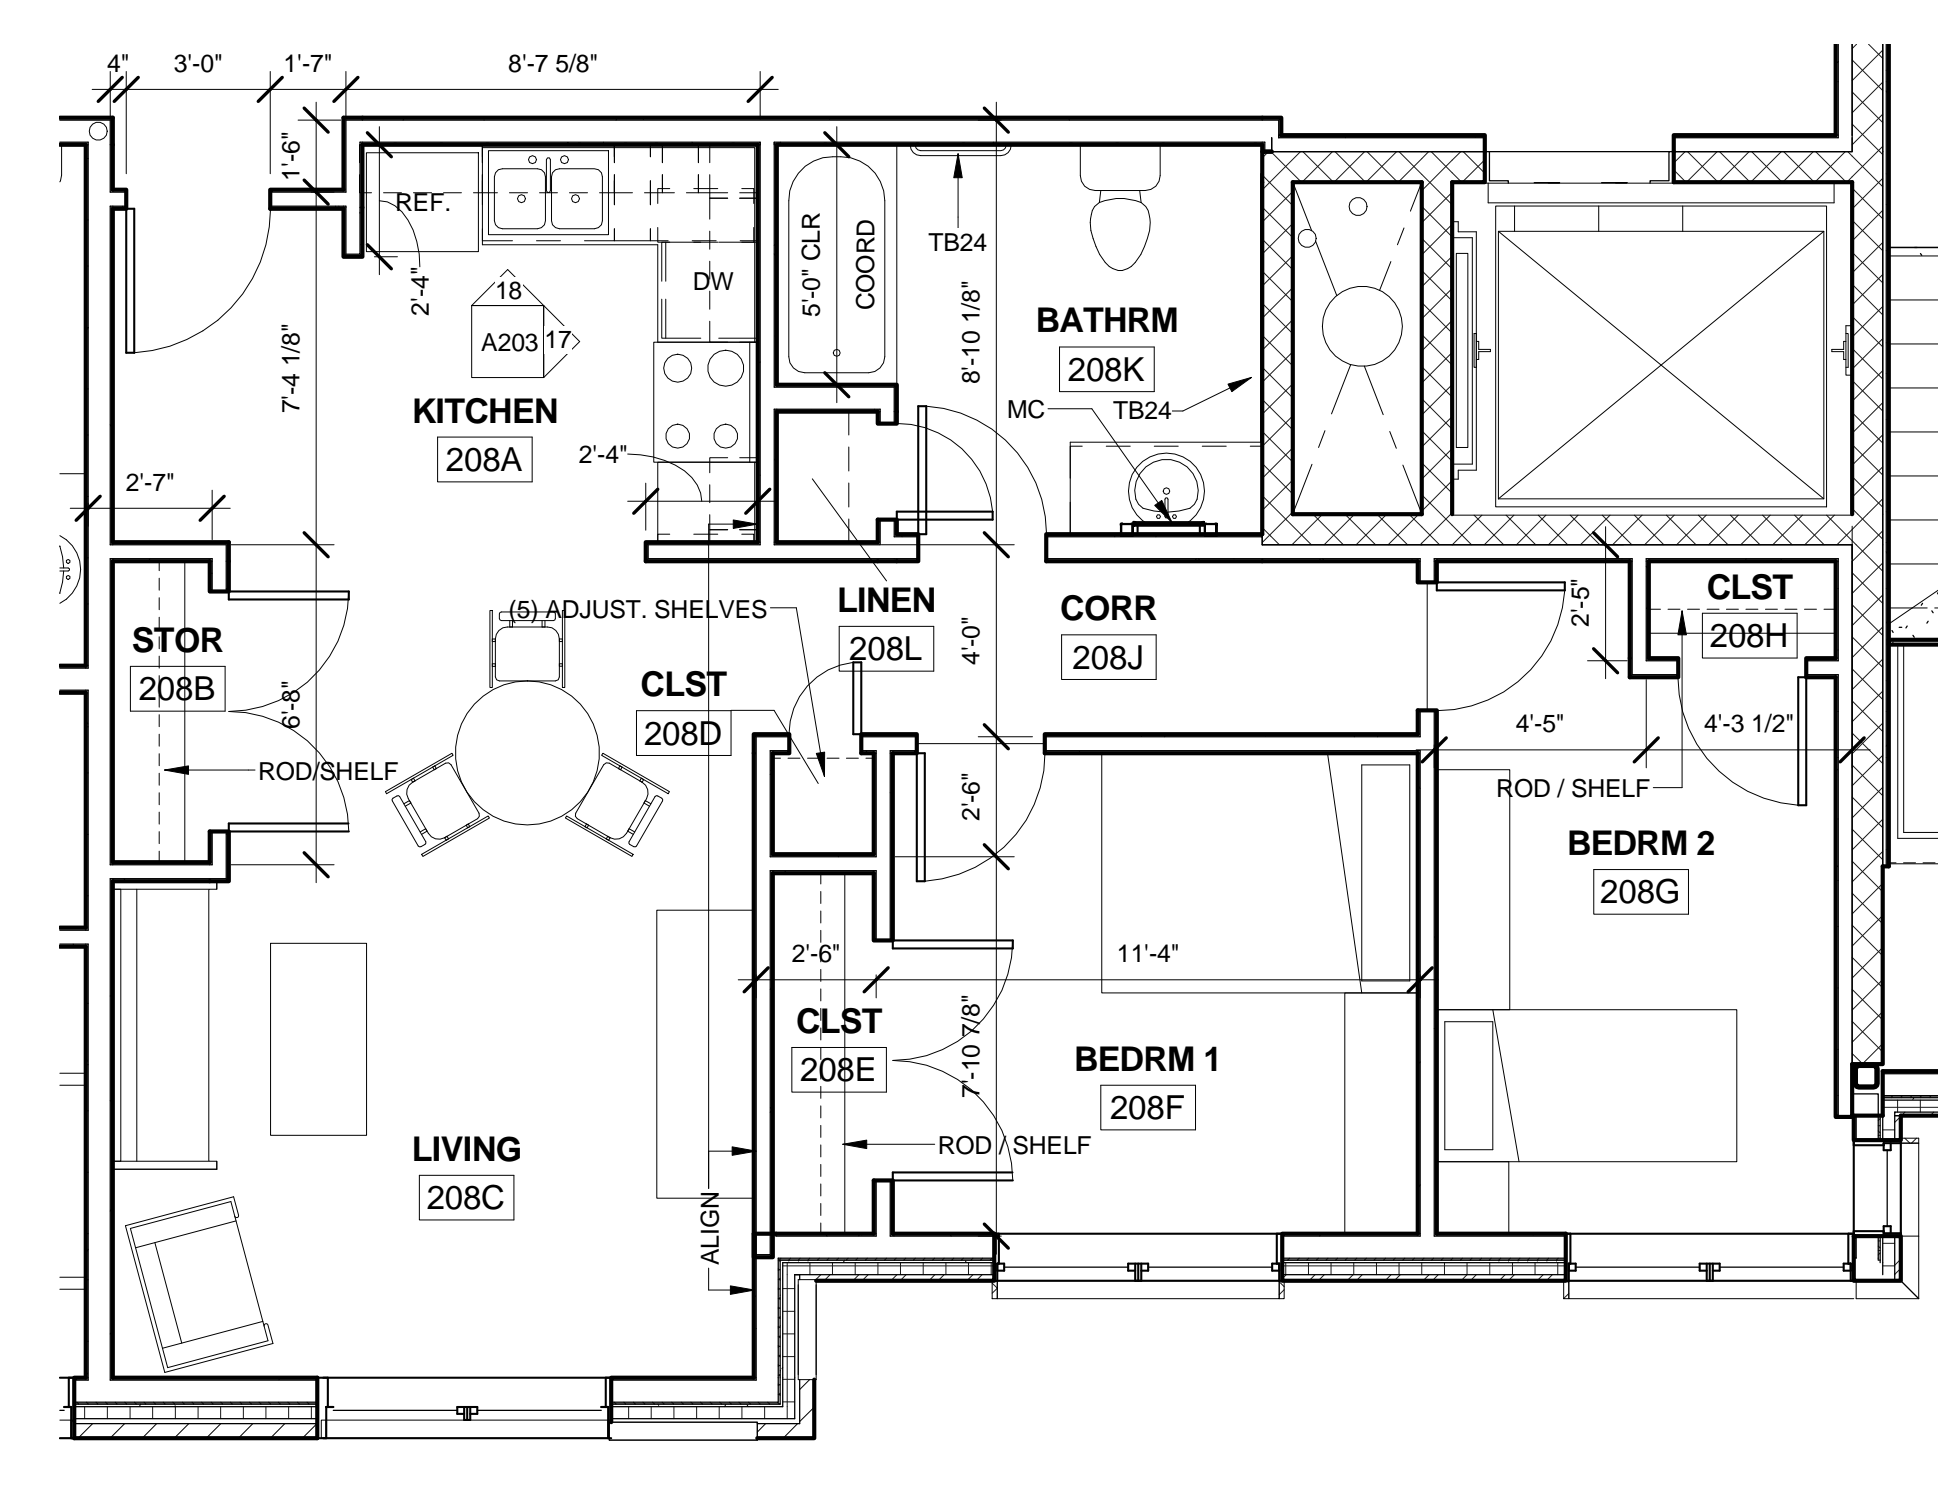 4" 3'-0" 1'-7" 8'-7 5/8"
1'-6"
REF.
2'-4"
18
A203 17
DW
7'-4 1/8"
KITCHEN
208A
2'-4"
2'-7"
5'-0" CLR
COORD
TB24
8'-10 1/8"
BATHRM
208K
MC
TB24
STOR
208B
6'-8"
ROD/SHELF
(5) ADJUST. SHELVES
CLST
208D
LINEN
208L
4'-0"
CORR
208J
2'-5"
CLST
208H
4'-5" 4'-3 1/2"
ROD / SHELF
2'-6"
BEDRM 2
208G
2'-6" 11'-4"
CLST
208E
7'-10 7/8"
BEDRM 1
208F
ROD / SHELF
LIVING
208C
ALIGN